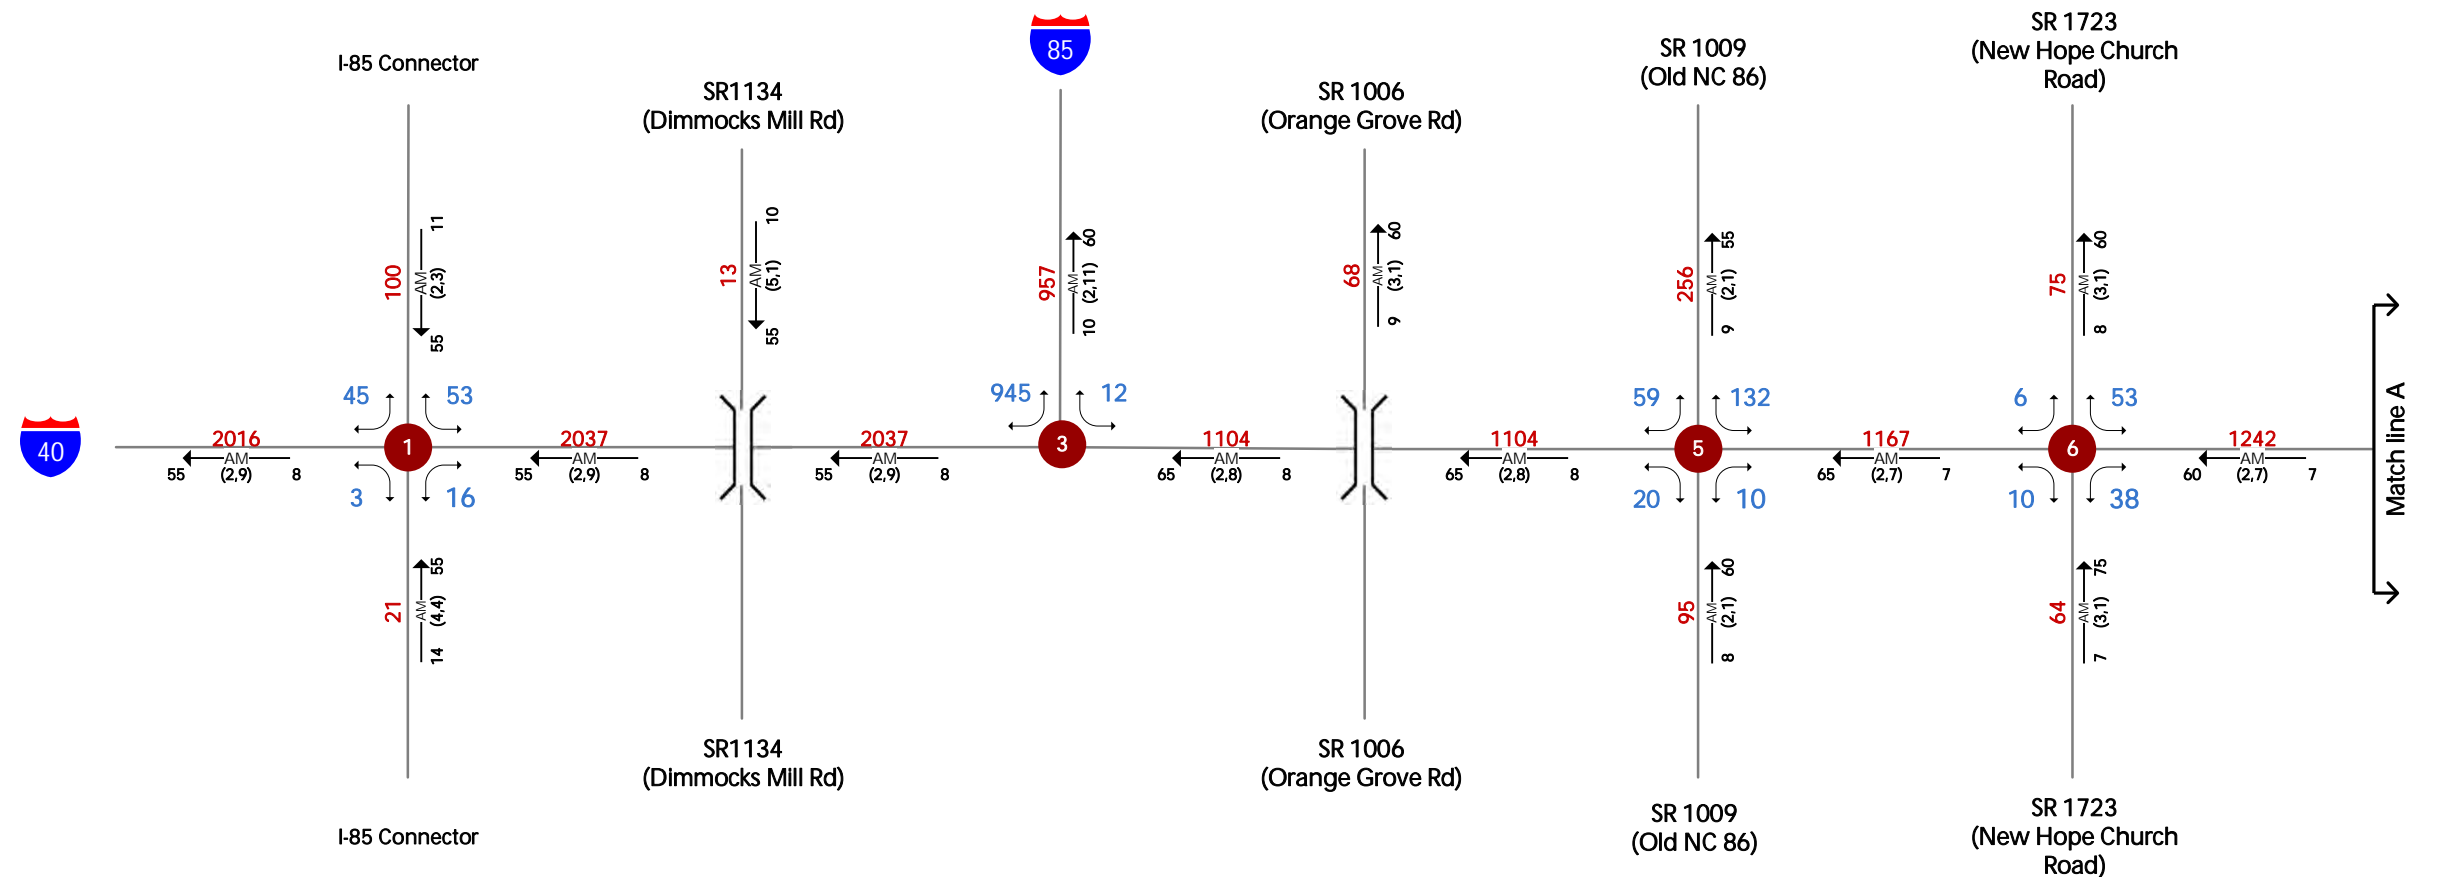 I-85 Connector
SR1134
(Dimmocks Mill Rd)
85
SR 1006
(Orange Grove Rd)
SR 1009
(Old NC 86)
SR 1723
(New Hope Church
Road)
100
11
AM
(2,3)
55
13
10
AM
(5,1)
55
957
60
AM
(2,11)
10
68
60
AM
(3,1)
9
256
55
AM
(2,1)
9
75
60
AM
(3,1)
8
45 53
945 12
59 132
6 53
40
2016
55 AM (2,9) 8
1
2037
55 AM (2,9) 8
2037
55 AM (2,9) 8
3
1104
65 AM (2,8) 8
1104
65 AM (2,8) 8
5
1167
65 AM (2,7) 7
6
1242
60 AM (2,7) 7
Match line A
3 16
20 10
10 38
21
55
AM
(4,4)
14
95
60
AM
(2,1)
8
64
75
AM
(3,1)
7
I-85 Connector
SR1134
(Dimmocks Mill Rd)
SR 1006
(Orange Grove Rd)
SR 1009
(Old NC 86)
SR 1723
(New Hope Church
Road)